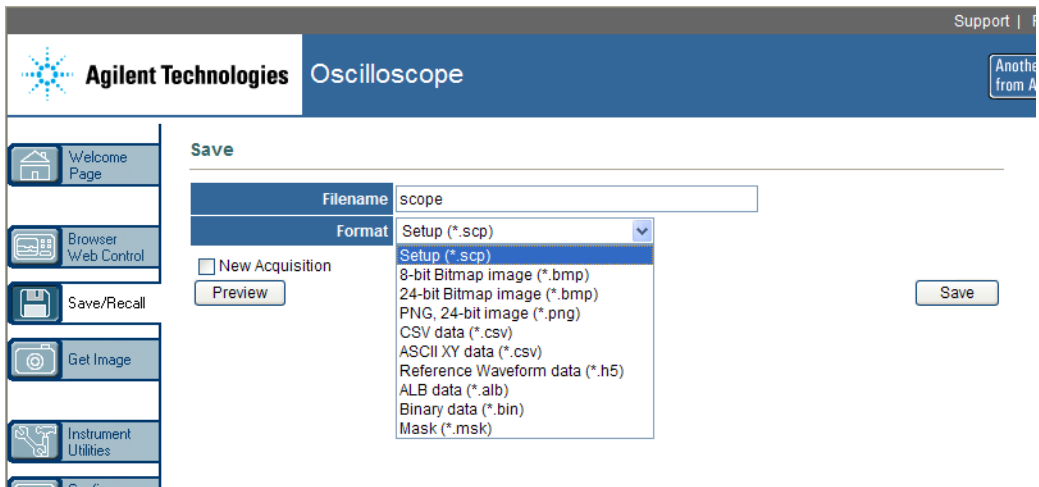 Support |
Agilent Technologies
Oscilloscope
Anothe
from A
Welcome
Page
Browser
Web Control
Save/Recall
Get Image
Instrument
Utilities
Save
Filename scope
Format Setup (*.scp)
Setup (*.scp)
8-bit Bitmap image (*.bmp)
24-bit Bitmap image (*.bmp)
PNG, 24-bit image (*.png)
CSV data (*.csv)
ASCII XY data (*.csv)
Reference Waveform data (*.h5)
ALB data (*.alb)
Binary data (*.bin)
Mask (*.msk)
New Acquisition
Preview
Save